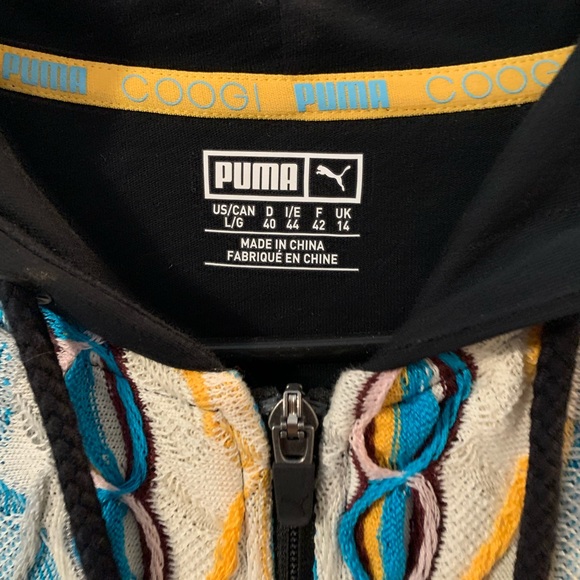 PUMA COOGI PUMA COOGI
PUMA
US/CAN D I/E F UK
L/G 40 44 42 14
MADE IN CHINA
FABRIQUÉ EN CHINE